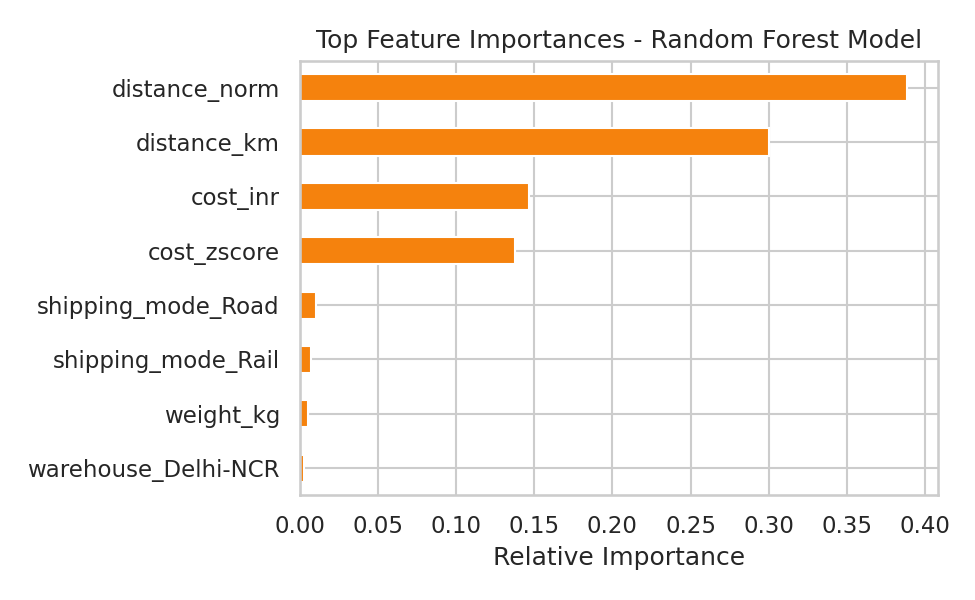 Top Feature Importances - Random Forest Model
distance_norm
distance_km
cost_inr
cost_zscore
shipping_mode_Road
shipping_mode_Rail
weight_kg
warehouse_Delhi-NCR
0.00 0.05 0.10 0.15 0.20 0.25 0.30 0.35 0.40
Relative Importance